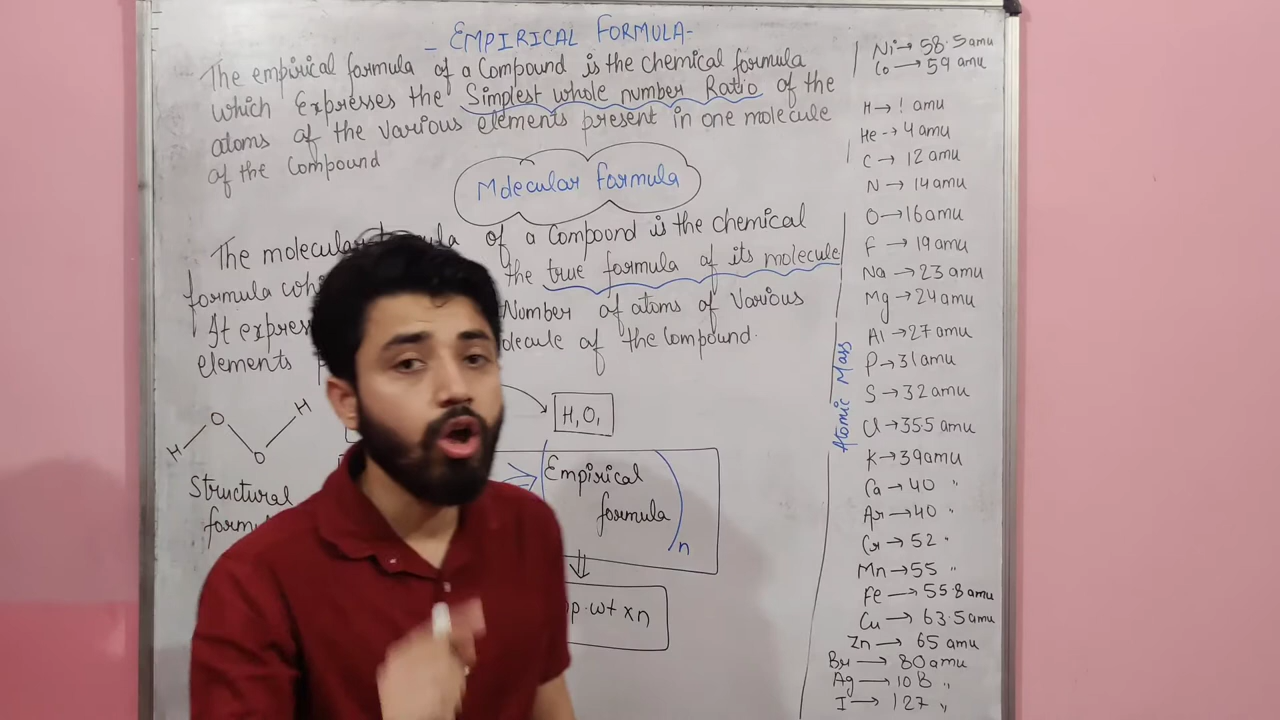 - EMPIRICAL FORMULA-
The empirical formula of a Compound is the chemical formula
which Expresses the Simplest whole number Ratio of the
atoms of the various elements present in one molecule
of the Compound
Molecular formula
The molecular of a Compound is the chemical
formula the true formula of its molecule
It Number of atoms of Various
elements of the Compound.
H O O H
H₁O₁
Structural
Empirical
formula
n
wt x n
Atomic Mass
Ni → 58.5 amu
Co → 59 amu
H → ! amu
He → 4 amu
C → 12 amu
N → 14 amu
O → 16 amu
F → 19 amu
Na → 23 amu
Mg → 24 amu
Al → 27 amu
P → 31 amu
S → 32 amu
Cl → 35.5 amu
K → 39 amu
Ca → 40 "
Ar → 40 "
Cr → 52 "
Mn → 55 "
Fe → 55.8 amu
Cu → 63.5 amu
Zn → 65 amu
Br → 80 amu
Ag → 108 "
I → 127 "